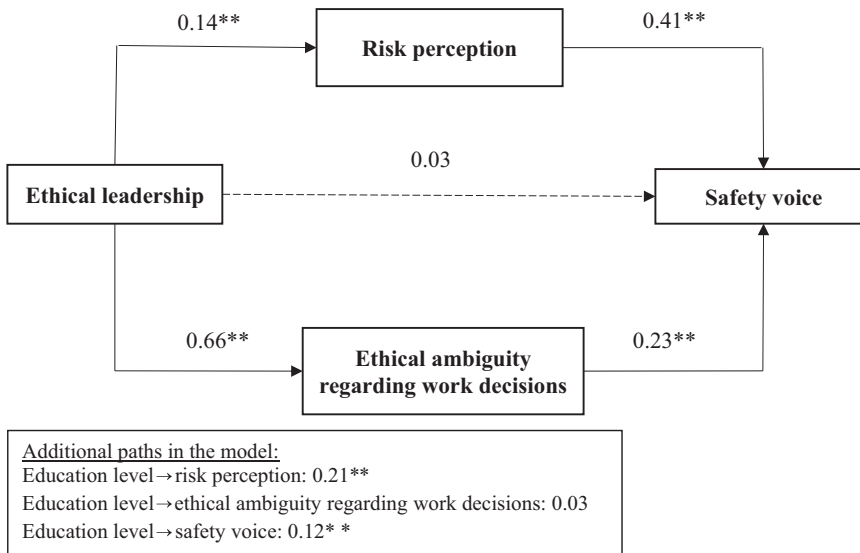 0.14**
Risk perception
0.41**
0.03
Ethical leadership
Safety voice
0.66**
Ethical ambiguity
regarding work decisions
0.23**
Additional paths in the model:
Education level→risk perception: 0.21**
Education level→ethical ambiguity regarding work decisions: 0.03
Education level→safety voice: 0.12* *